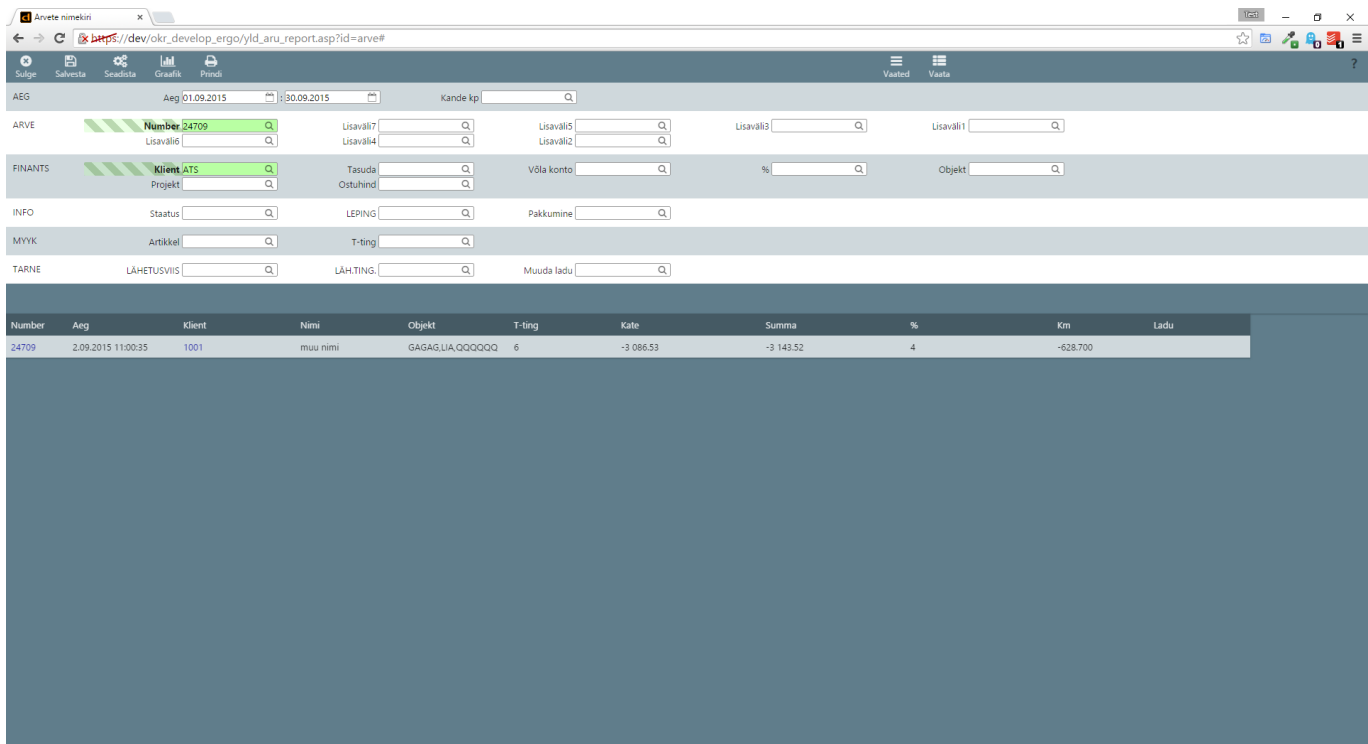 Arvete nimekiri
Test
https://dev/okr_develop_ergo/yld_aru_report.asp?id=arve#
0 1
Sulge Salvesta Seadista Graafik Prindi Vaated Vaata ?
AEG Aeg 01.09.2015 : 30.09.2015 Kande kp
ARVE Number 24709 Lisaväli7 Lisaväli5 Lisaväli3 Lisaväli1
Lisaväli6 Lisaväli4 Lisaväli2
FINANTS Klient ATS Tasuda Võla konto % Objekt
Projekt Ostuhind
INFO Staatus LEPING Pakkumine
MYYK Artikkel T-ting
TARNE LÄHETUSVIIS LÄH.TING. Muuda ladu
Number Aeg Klient Nimi Objekt T-ting Kate Summa % Km Ladu
24709 2.09.2015 11:00:35 1001 muu nimi GAGAG,LIA,QQQQQQ 6 -3 086.53 -3 143.52 4 -628.700